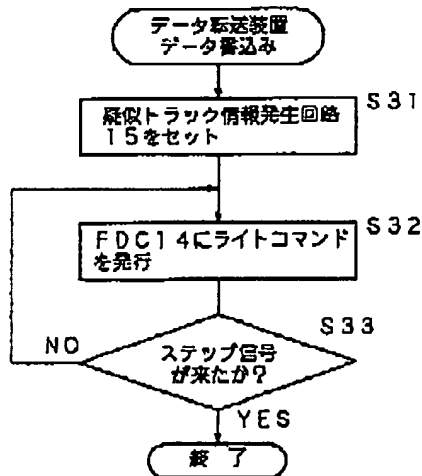 データ転送装置
データ書込み
S31
疑似トラック情報発生回路
15をセット
S32
FDC14にライトコマンド
を発行
S33
NO
ステップ信号
が来たか?
YES
終了